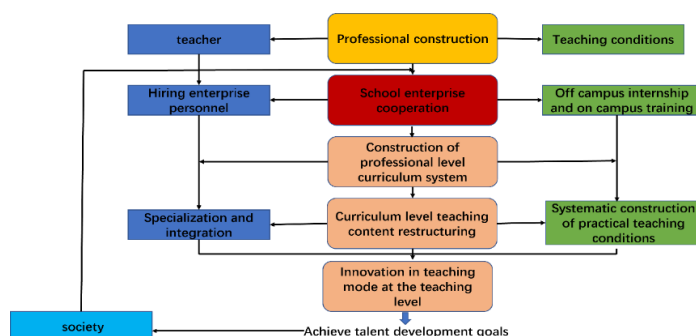 teacher
Professional construction
Teaching conditions
Hiring enterprise
personnel
School enterprise
cooperation
Off campus internship
and on campus training
Construction of
professional level
curriculum system
Specialization and
integration
Curriculum level teaching
content restructuring
Systematic construction
of practical teaching
conditions
Innovation in teaching
mode at the teaching
level
society
Achieve talent development goals